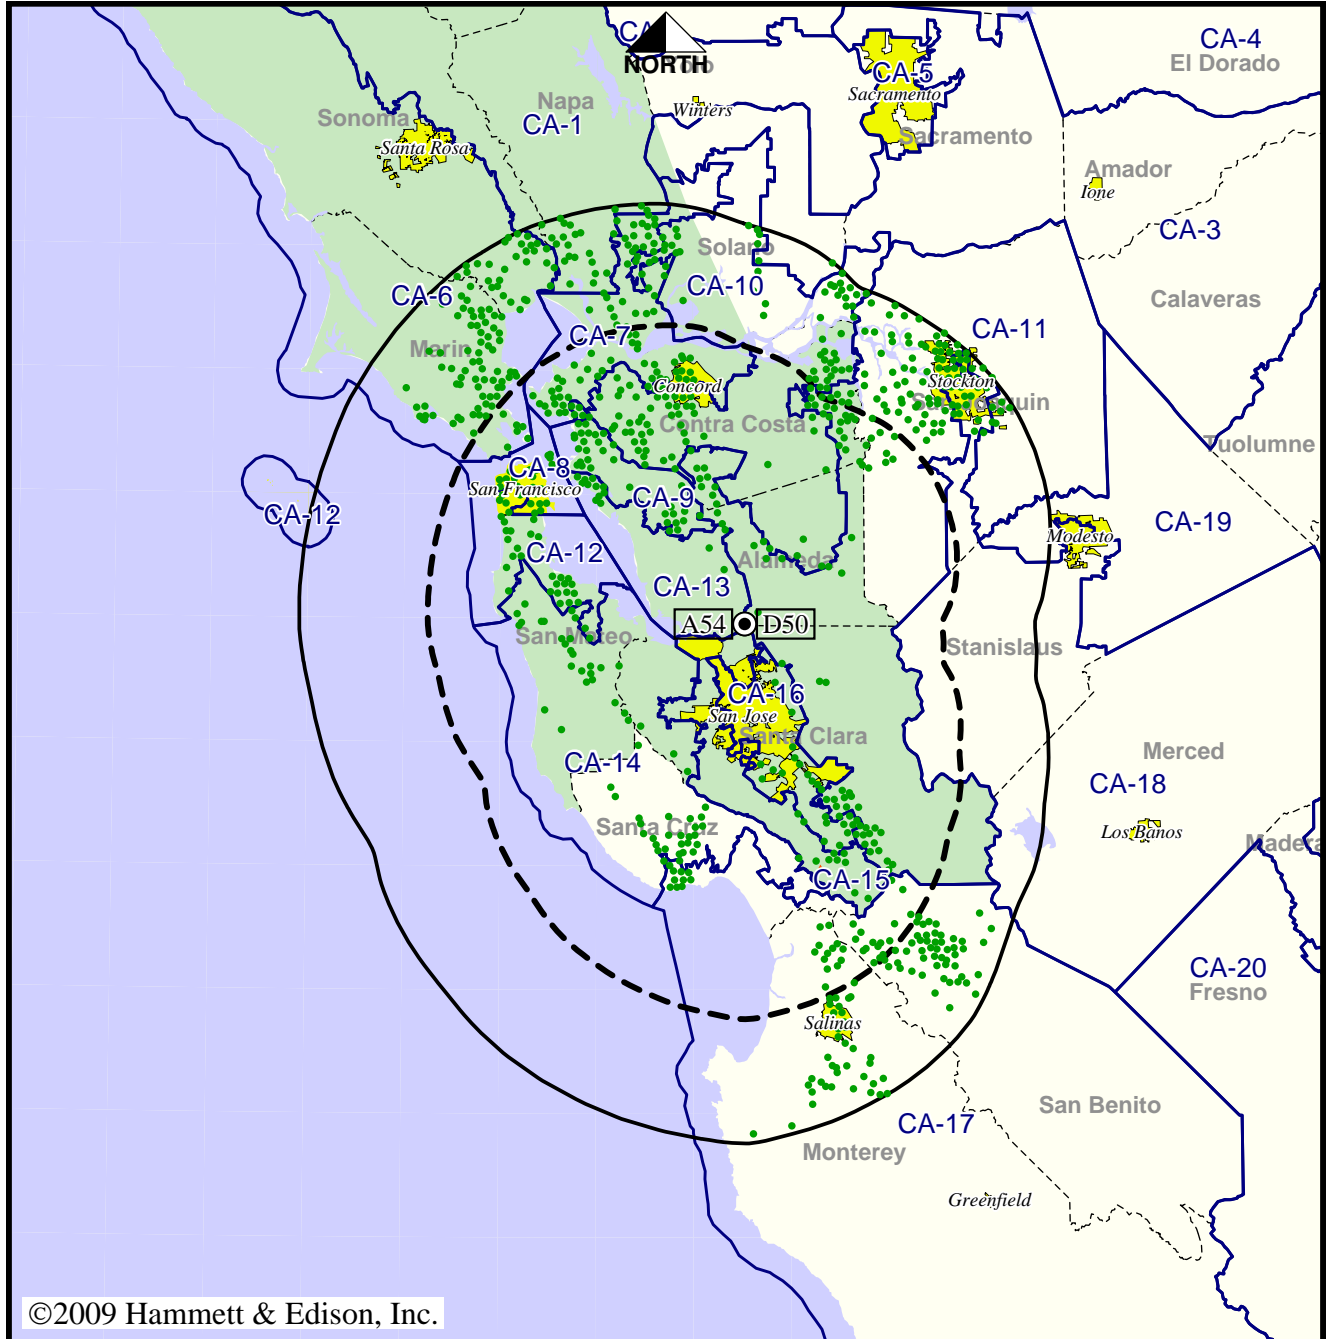 CA-4
El Dorado
NORTH
CA-5
Sacramento
Napa
Winters
Sonoma
CA-1
Sacramento
Santa Rosa
Amador
Ione
CA-3
Solano
CA-10
CA-6
Calaveras
CA-11
CA-7
Marin
Concord
Stockton
Contra Costa
Tuolumne
CA-8
San Francisco
CA-9
CA-12
CA-19
Modesto
CA-12
Alameda
CA-13
A54
D50
San Mateo
Stanislaus
CA-16
San Jose
Santa Clara
Merced
CA-14
CA-18
Santa Cruz
Los Banos
Madera
CA-15
CA-20
Fresno
Salinas
San Benito
CA-17
Monterey
Greenfield
©2009 Hammett & Edison, Inc.